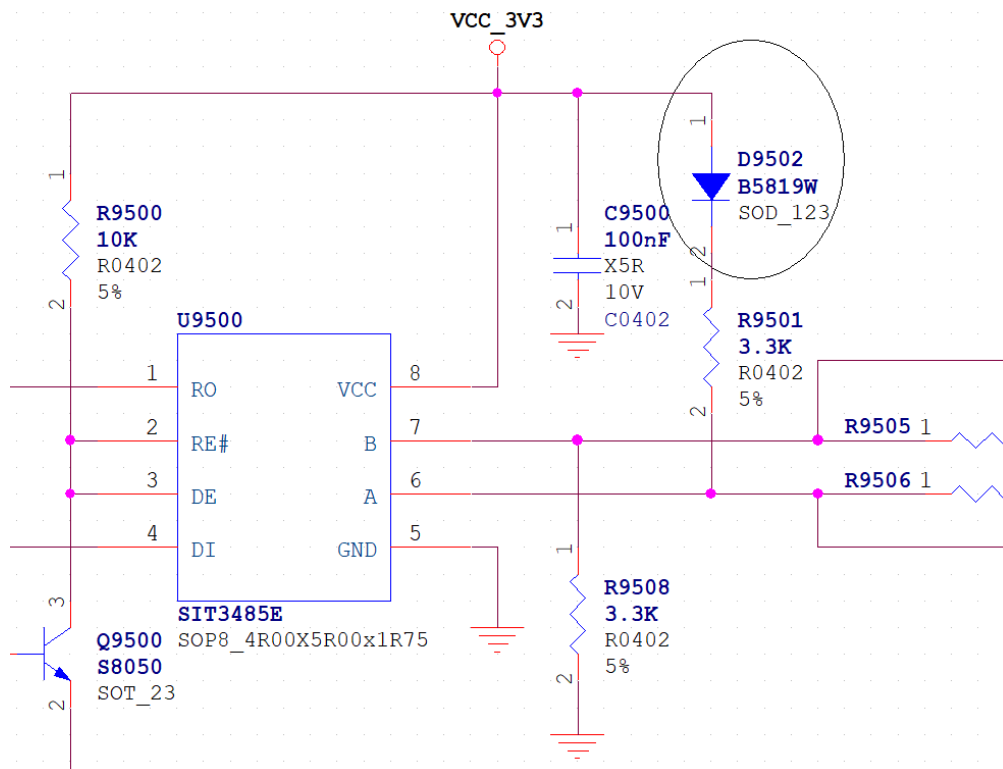 VCC_3V3
1
R9500
10K
R0402
5%
2
1
C9500
100nF
X5R
10V
C0402
2
1
D9502
B5819W
SOD_123
2
1
R9501
3.3K
R0402
5%
2
U9500
1 RO
2 RE#
3 DE
4 DI
VCC 8
B 7
A 6
GND 5
SIT3485E
SOP8_4R00X5R00x1R75
R9505 1
R9506 1
3
Q9500
S8050
SOT_23
2
1
R9508
3.3K
R0402
5%
2